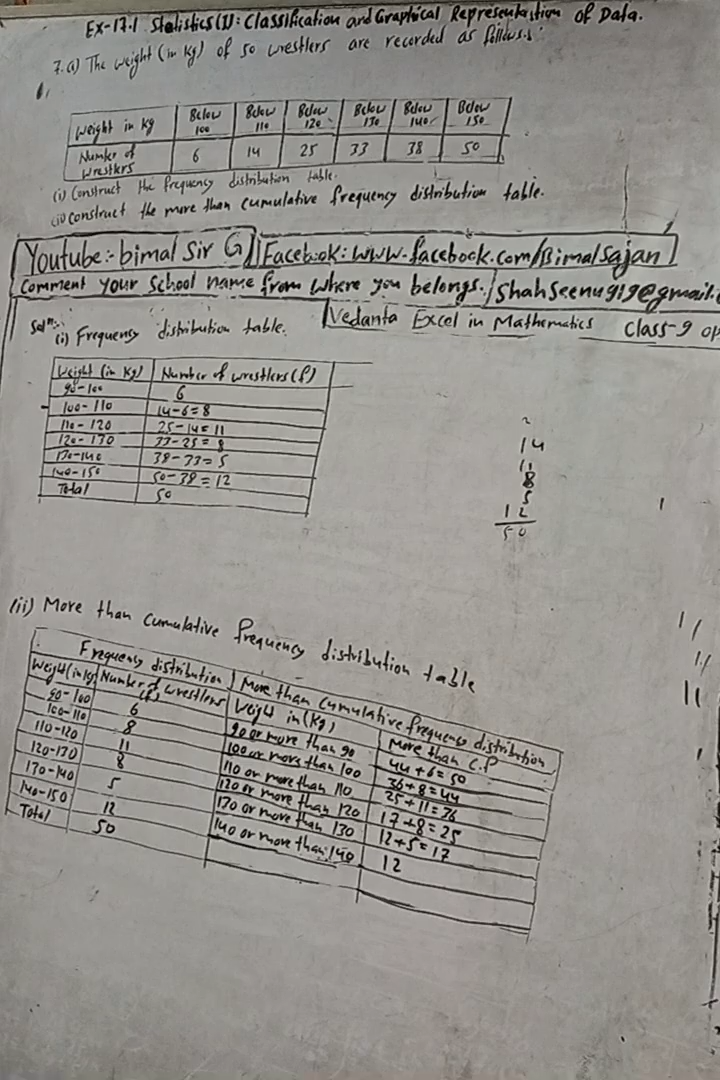 Ex-17.1 Statistics (I): Classification and Graphical Representation of Data.
7.a) The weight (in kg) of 50 wrestlers are recorded as follows:
Weight in kg | Below 100 | Below 110 | Below 120 | Below 130 | Below 140 | Below 150
Number of wrestlers | 6 | 14 | 25 | 33 | 38 | 50
(i) Construct the frequency distribution table.
(ii) construct the more than cumulative frequency distribution table.
Youtube:- bimal Sir G | Facebook: www.facebook.com/Bimalsajan
Comment your School name from where you belongs. | Shahseenu919@gmail.
Vedanta Excel in Mathematics Class-9 op
Solⁿ:
(i) Frequency distribution table.
Weight (in kg) | Number of wrestlers (f)
90-100 | 6
100-110 | 14-6=8
110-120 | 25-14=11
120-130 | 33-25=8
130-140 | 38-33=5
140-150 | 50-38=12
Total | 50
14
11
8
5
12
50
(ii) More than cumulative frequency distribution table
Frequency distribution | More than cumulative frequency distribution
Weight (in kg) | Number of wrestlers (f) | Weight in (kg) | More than C.F
90-100 | 6 | 90 or more than 90 | 44+6=50
100-110 | 8 | 100 or more than 100 | 36+8=44
110-120 | 11 | 110 or more than 110 | 25+11=36
120-130 | 8 | 120 or more than 120 | 17+8=25
130-140 | 5 | 130 or more than 130 | 12+5=17
140-150 | 12 | 140 or more than 140 | 12
Total | 50